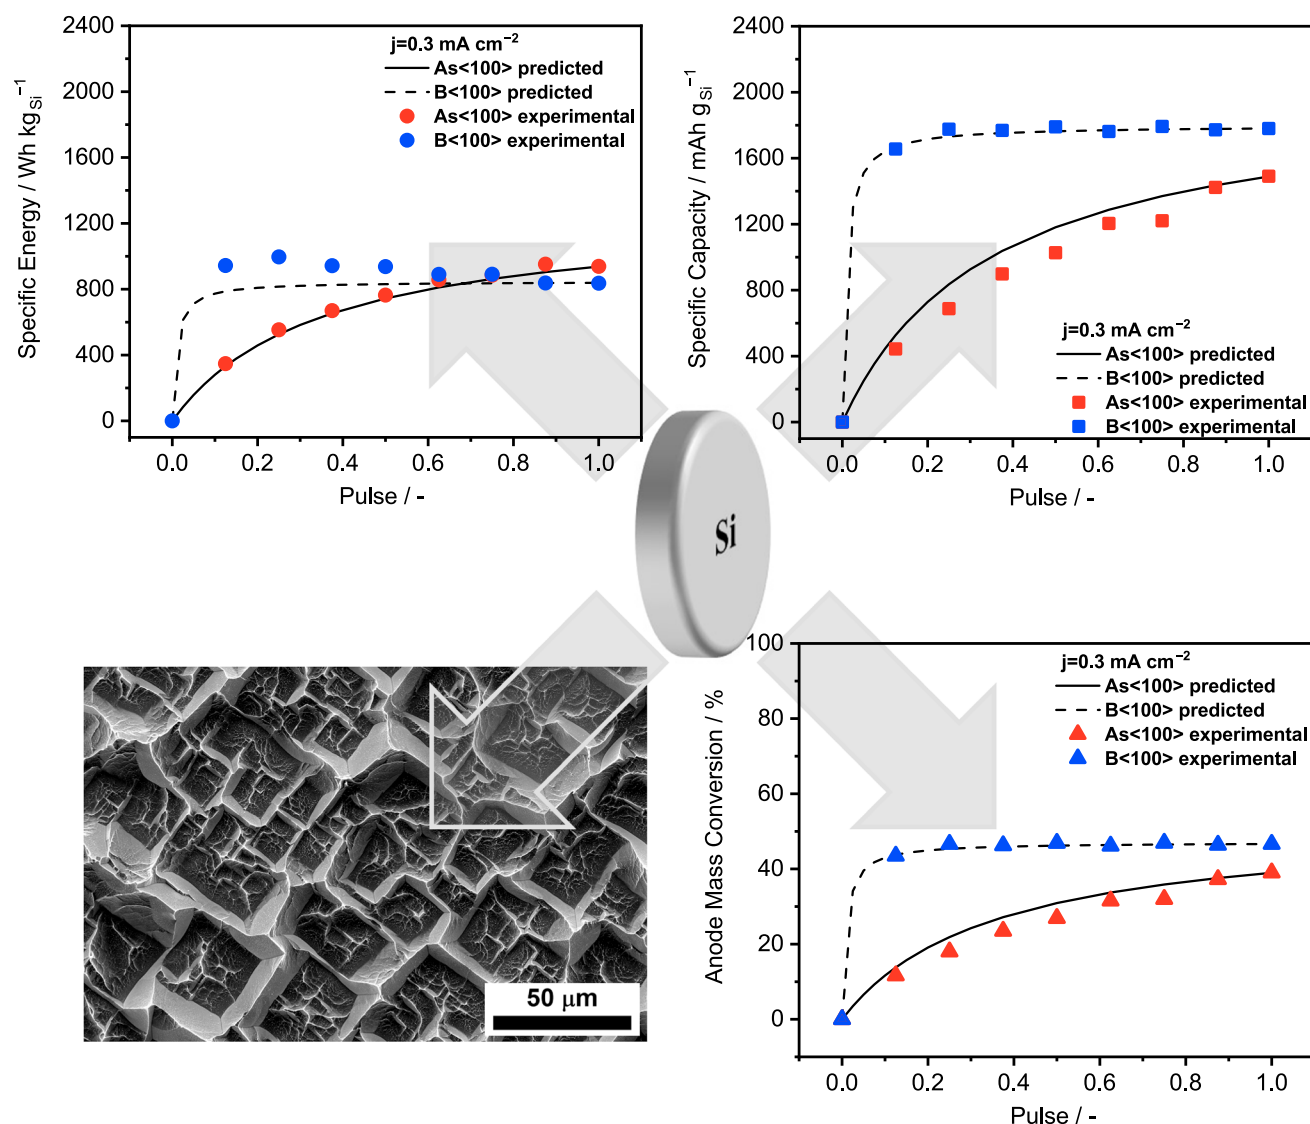 Specific Energy / Wh kg_Si^−1
2400
2000
1600
1200
800
400
0
j=0.3 mA cm^−2
As<100> predicted
B<100> predicted
As<100> experimental
B<100> experimental
0.0 0.2 0.4 0.6 0.8 1.0
Pulse / -
Specific Capacity / mAh g_Si^−1
2400
2000
1600
1200
800
400
0
j=0.3 mA cm^−2
As<100> predicted
B<100> predicted
As<100> experimental
B<100> experimental
0.0 0.2 0.4 0.6 0.8 1.0
Pulse / -
Si
50 μm
Anode Mass Conversion / %
100
80
60
40
20
0
j=0.3 mA cm^−2
As<100> predicted
B<100> predicted
As<100> experimental
B<100> experimental
0.0 0.2 0.4 0.6 0.8 1.0
Pulse / -